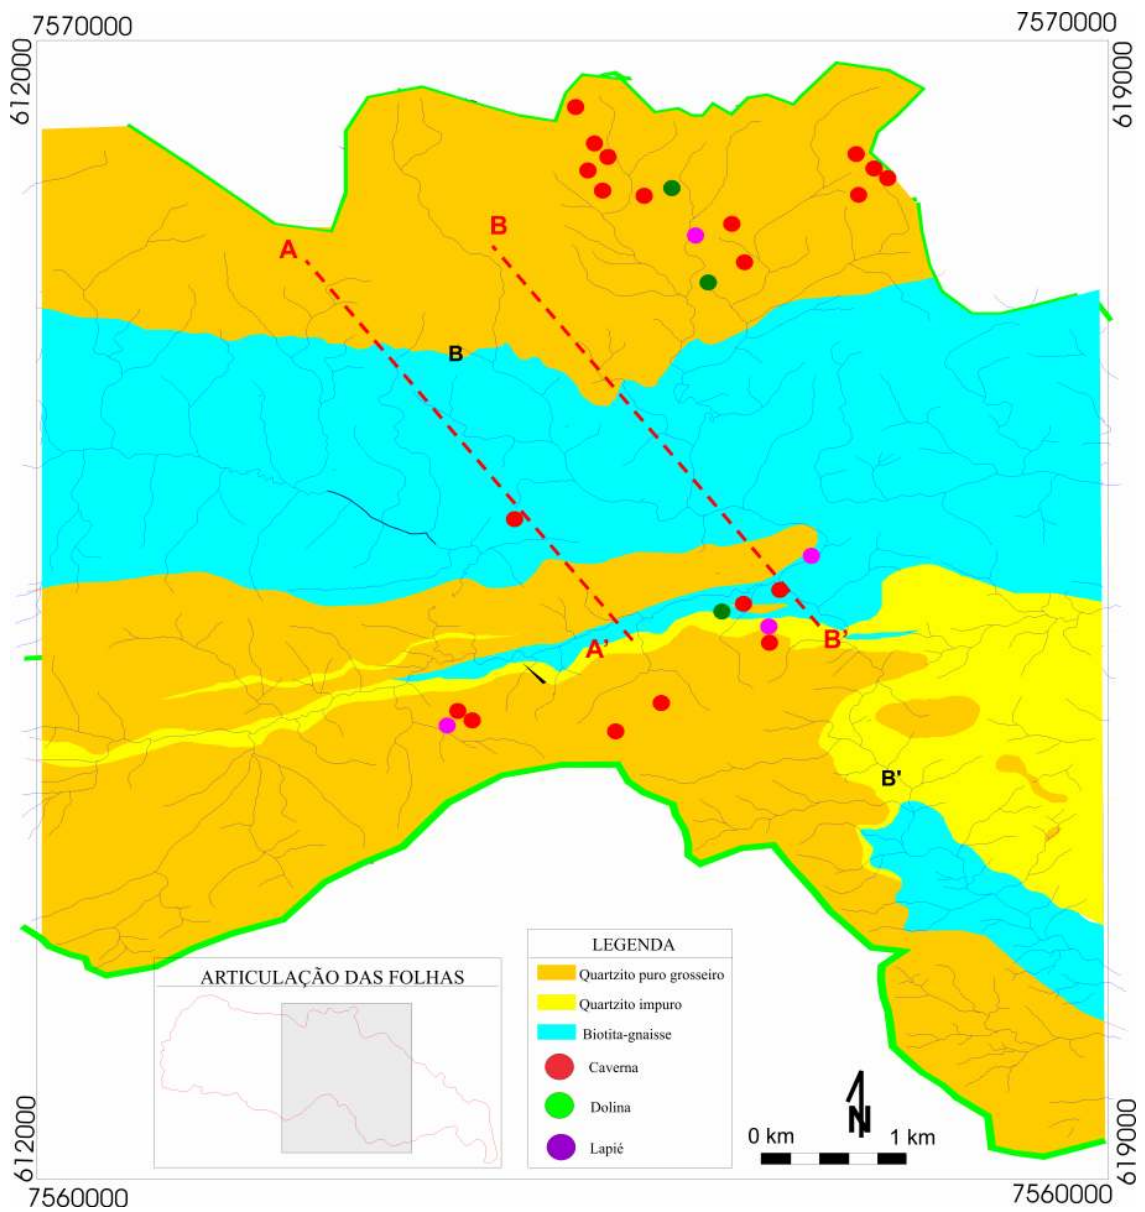 7570000
7570000
612000
619000
A
B
B
A’
B’
B'
ARTICULAÇÃO DAS FOLHAS
LEGENDA
Quartzito puro grosseiro
Quartzito impuro
Biotita-gnaisse
Caverna
Dolina
Lapié
N
0 km
1 km
612000
619000
7560000
7560000